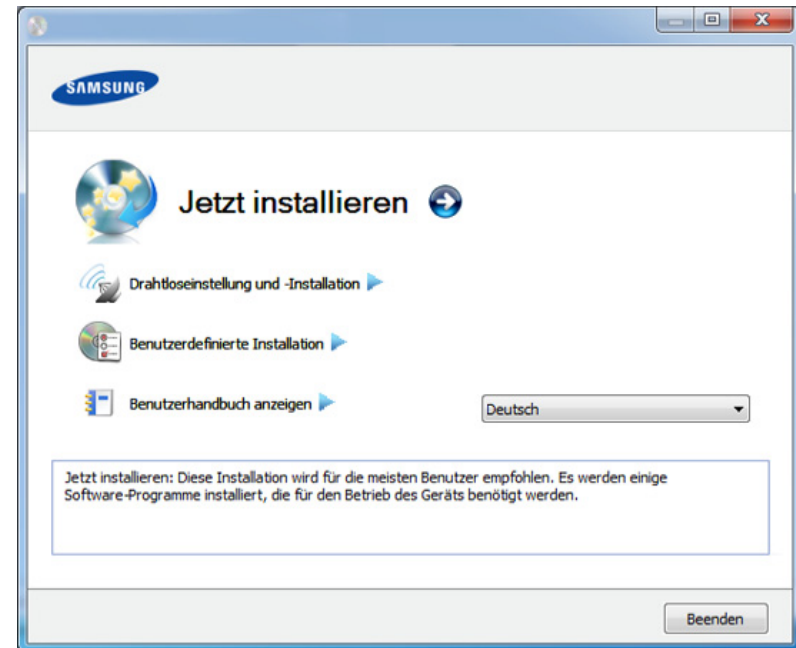 SAMSUNG
Jetzt installieren
Drahtloseinstellung und -Installation
Benutzerdefinierte Installation
Benutzerhandbuch anzeigen
Deutsch
Jetzt installieren: Diese Installation wird für die meisten Benutzer empfohlen. Es werden einige
Software-Programme installiert, die für den Betrieb des Geräts benötigt werden.
Beenden